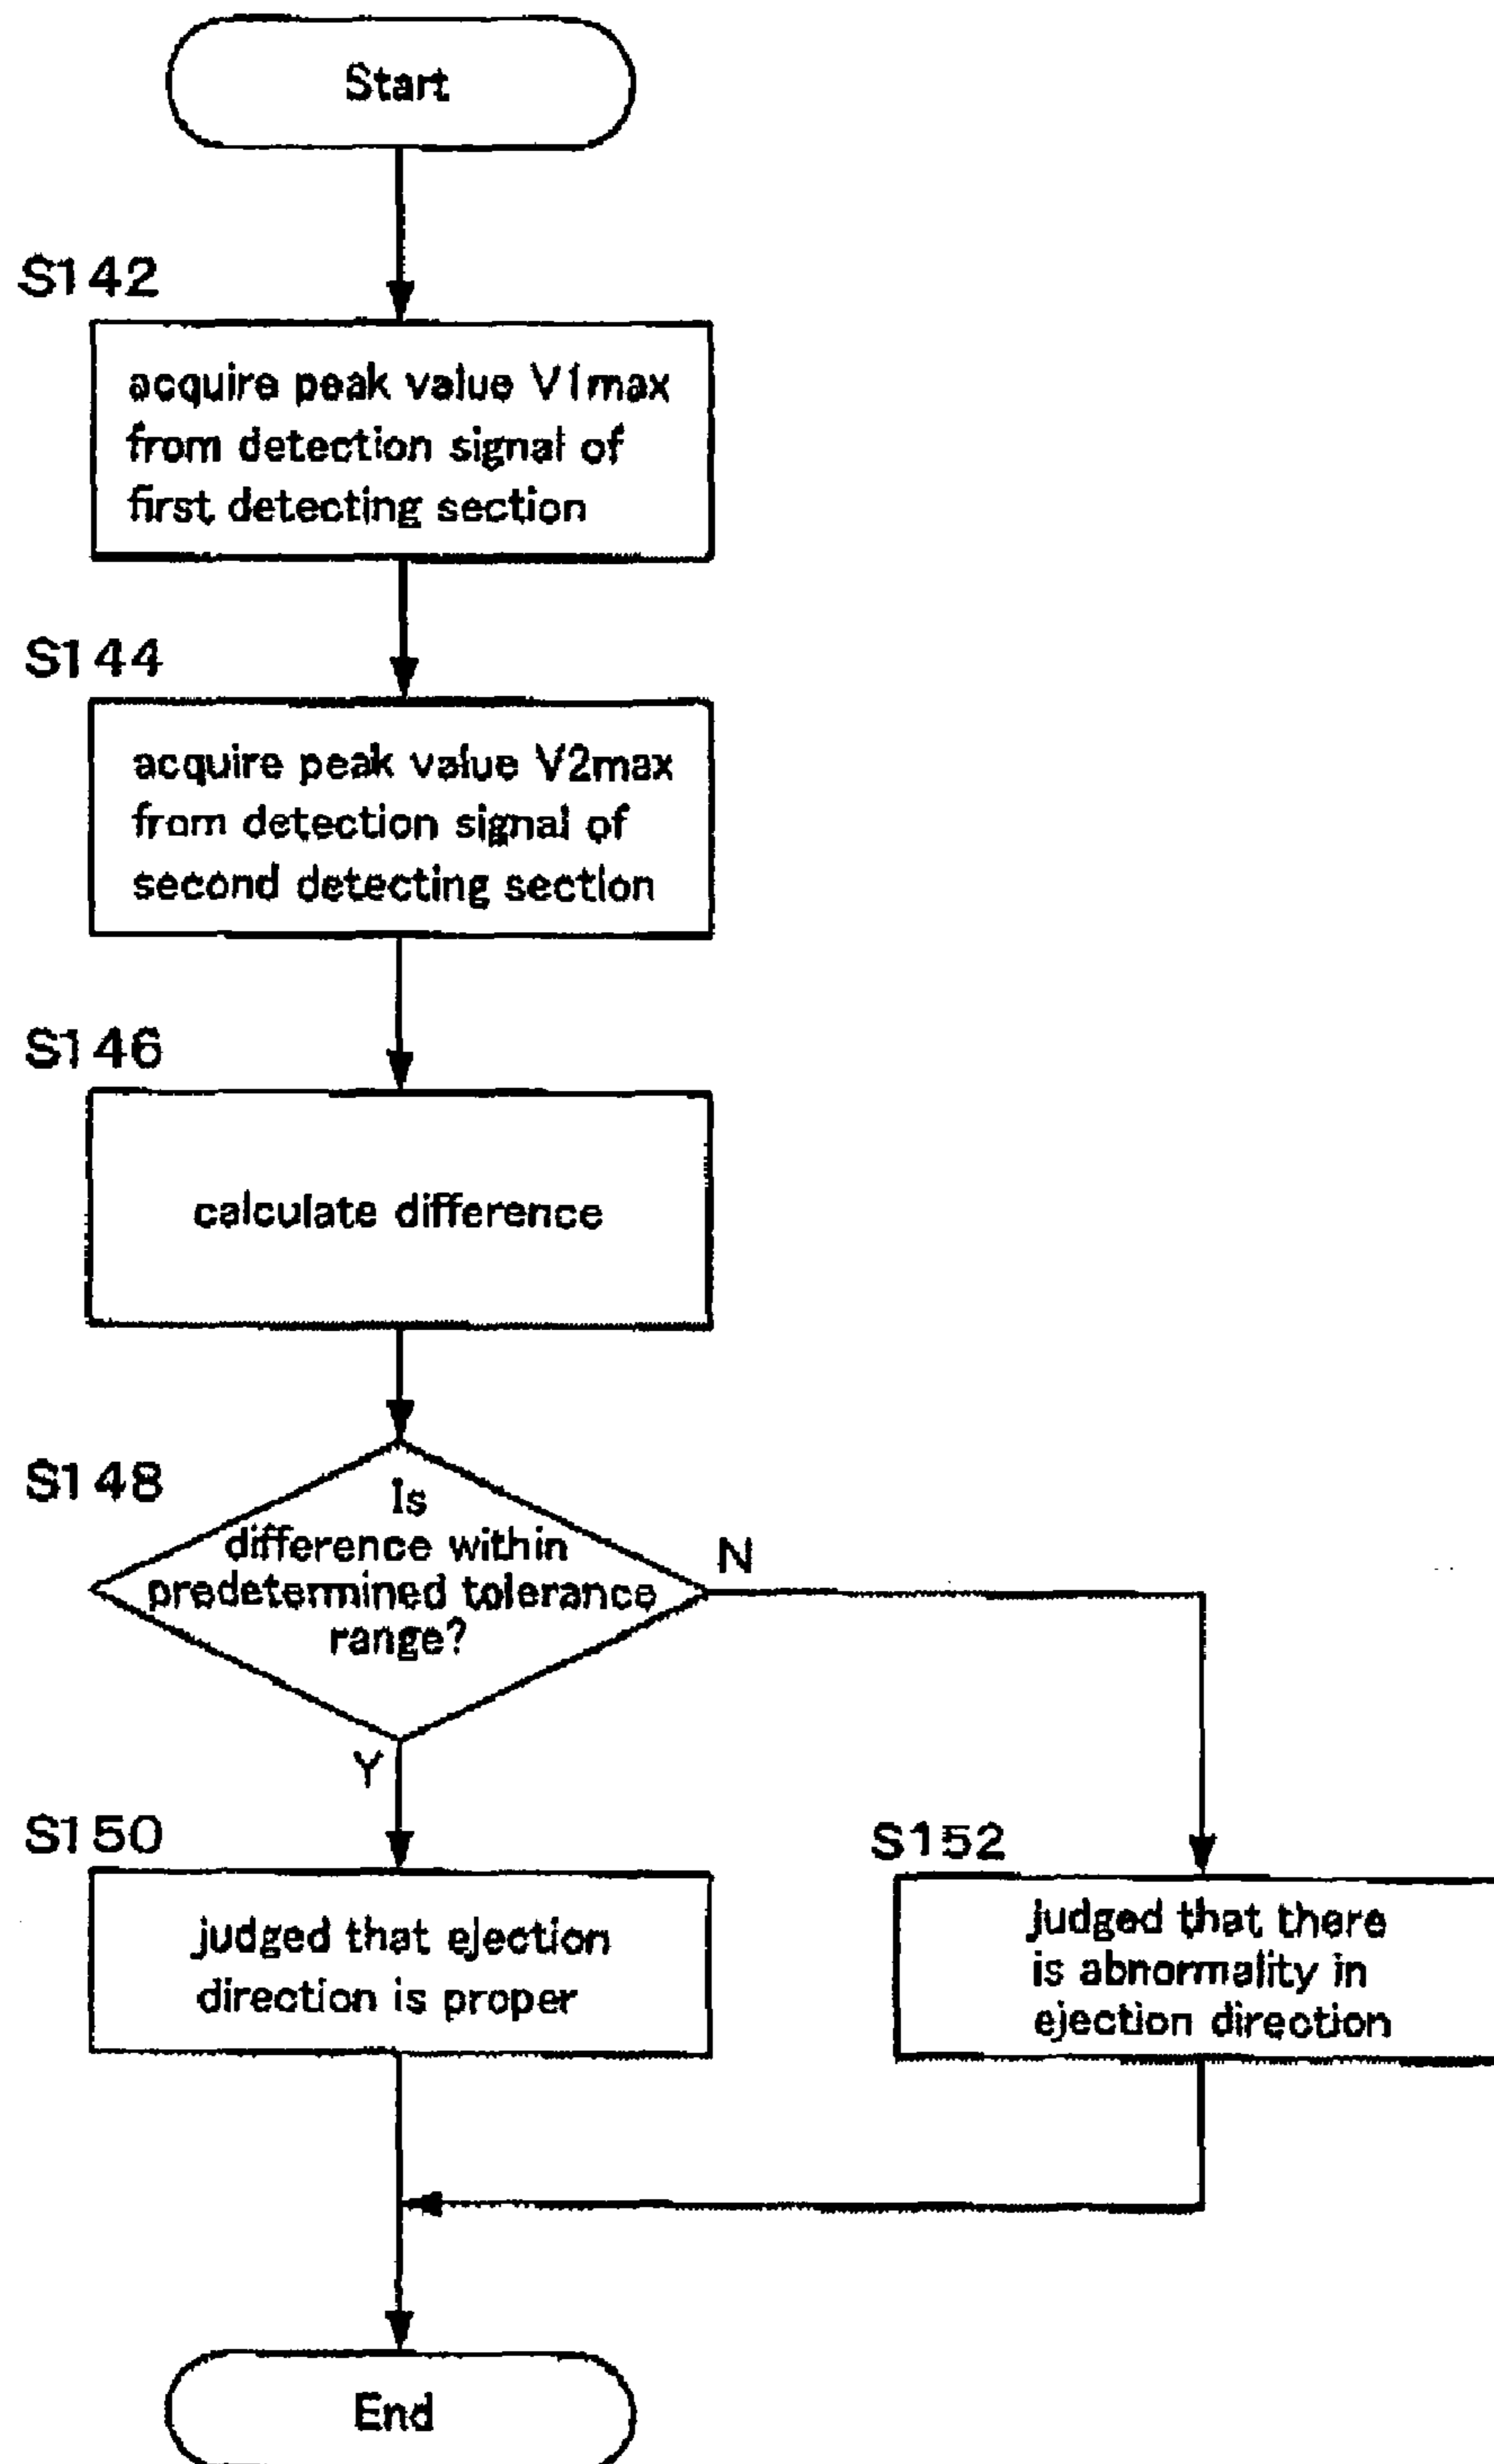 Start
S142
acquire peak value V1max
from detection signal of
first detecting section
S144
acquire peak value V2max
from detection signal of
second detecting section
S146
calculate difference
S148
Is
difference within
predetermined tolerance
range?
N
Y
S150
judged that ejection
direction is proper
S152
judged that there
is abnormality in
ejection direction
End